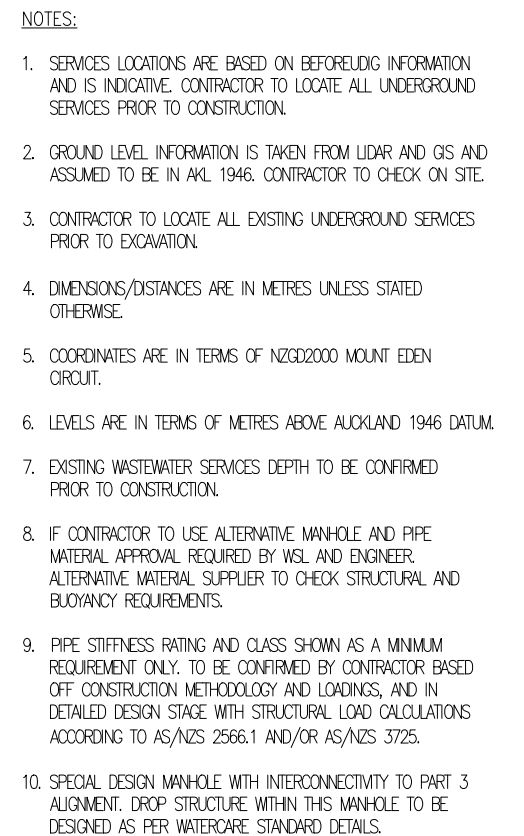 NOTES:
1. SERVICES LOCATIONS ARE BASED ON BEFOREUDIG INFORMATION
AND IS INDICATIVE. CONTRACTOR TO LOCATE ALL UNDERGROUND
SERVICES PRIOR TO CONSTRUCTION.
2. GROUND LEVEL INFORMATION IS TAKEN FROM LIDAR AND GIS AND
ASSUMED TO BE IN AKL 1946. CONTRACTOR TO CHECK ON SITE.
3. CONTRACTOR TO LOCATE ALL EXISTING UNDERGROUND SERVICES
PRIOR TO EXCAVATION.
4. DIMENSIONS/DISTANCES ARE IN METRES UNLESS STATED
OTHERWISE.
5. COORDINATES ARE IN TERMS OF NZGD2000 MOUNT EDEN
CIRCUIT.
6. LEVELS ARE IN TERMS OF METRES ABOVE AUCKLAND 1946 DATUM.
7. EXISTING WASTEWATER SERVICES DEPTH TO BE CONFIRMED
PRIOR TO CONSTRUCTION.
8. IF CONTRACTOR TO USE ALTERNATIVE MANHOLE AND PIPE
MATERIAL APPROVAL REQUIRED BY WSL AND ENGINEER.
ALTERNATIVE MATERIAL SUPPLIER TO CHECK STRUCTURAL AND
BUOYANCY REQUIREMENTS.
9. PIPE STIFFNESS RATING AND CLASS SHOWN AS A MINIMUM
REQUIREMENT ONLY. TO BE CONFIRMED BY CONTRACTOR BASED
OFF CONSTRUCTION METHODOLOGY AND LOADINGS, AND IN
DETAILED DESIGN STAGE WITH STRUCTURAL LOAD CALCULATIONS
ACCORDING TO AS/NZS 2566.1 AND/OR AS/NZS 3725.
10. SPECIAL DESIGN MANHOLE WITH INTERCONNECTIVITY TO PART 3
ALIGNMENT. DROP STRUCTURE WITHIN THIS MANHOLE TO BE
DESIGNED AS PER WATERCARE STANDARD DETAILS.